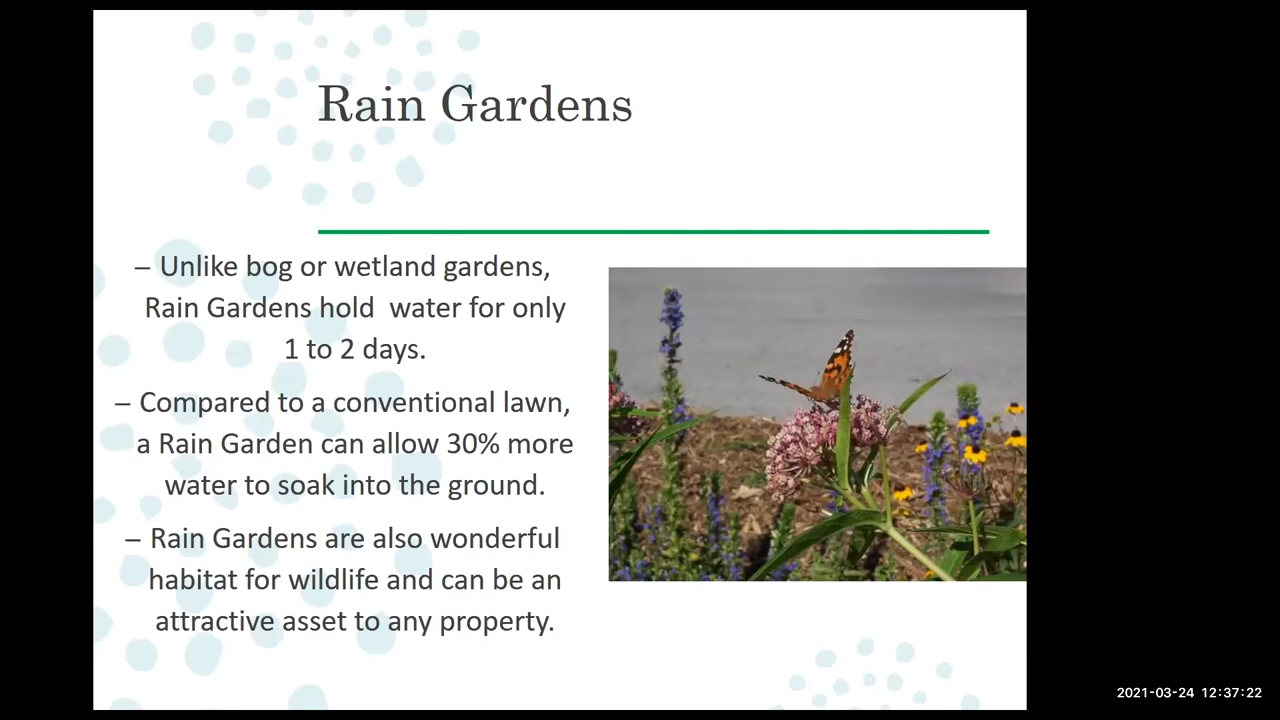 Rain Gardens
– Unlike bog or wetland gardens,
Rain Gardens hold  water for only
1 to 2 days.
– Compared to a conventional lawn,
a Rain Garden can allow 30% more
water to soak into the ground.
– Rain Gardens are also wonderful
habitat for wildlife and can be an
attractive asset to any property.
2021-03-24 12:37:22